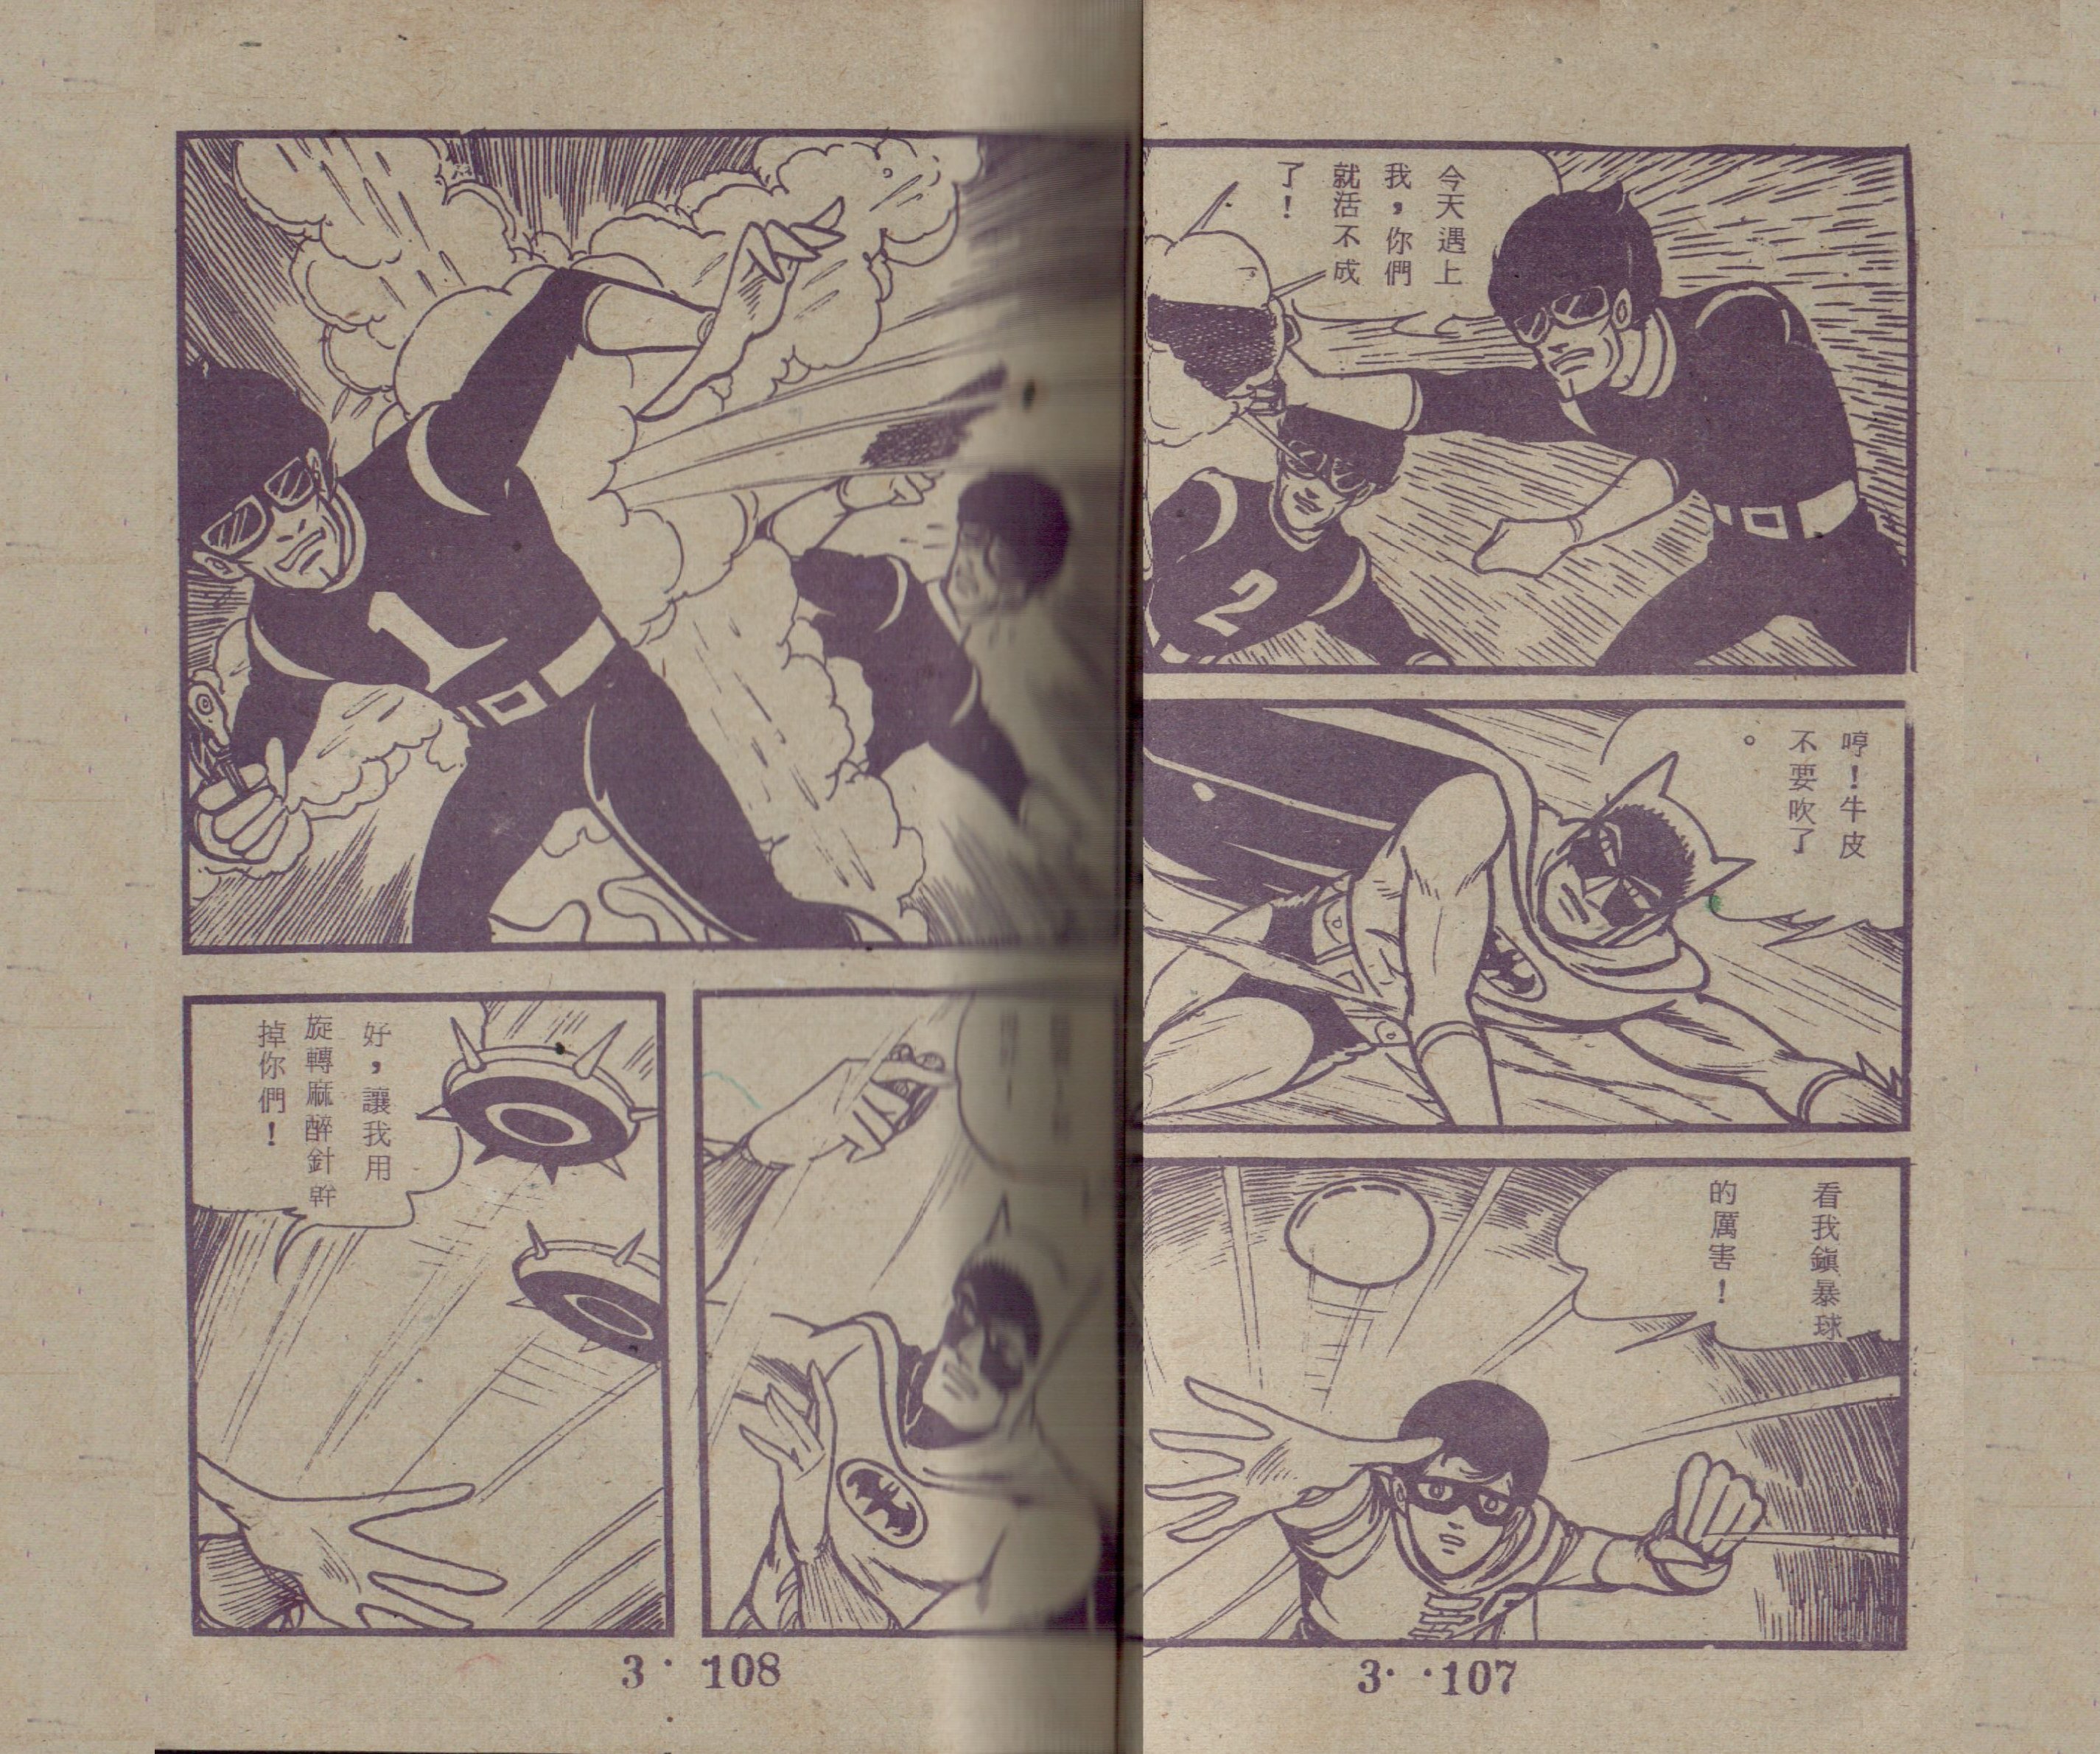 今天遇上
我，你們
就活不成
了！
哼！牛皮
不要吹了
。
看我鎭暴球
的厲害！
3··107
好，讓我用
旋轉麻醉針幹
掉你們！
3··108